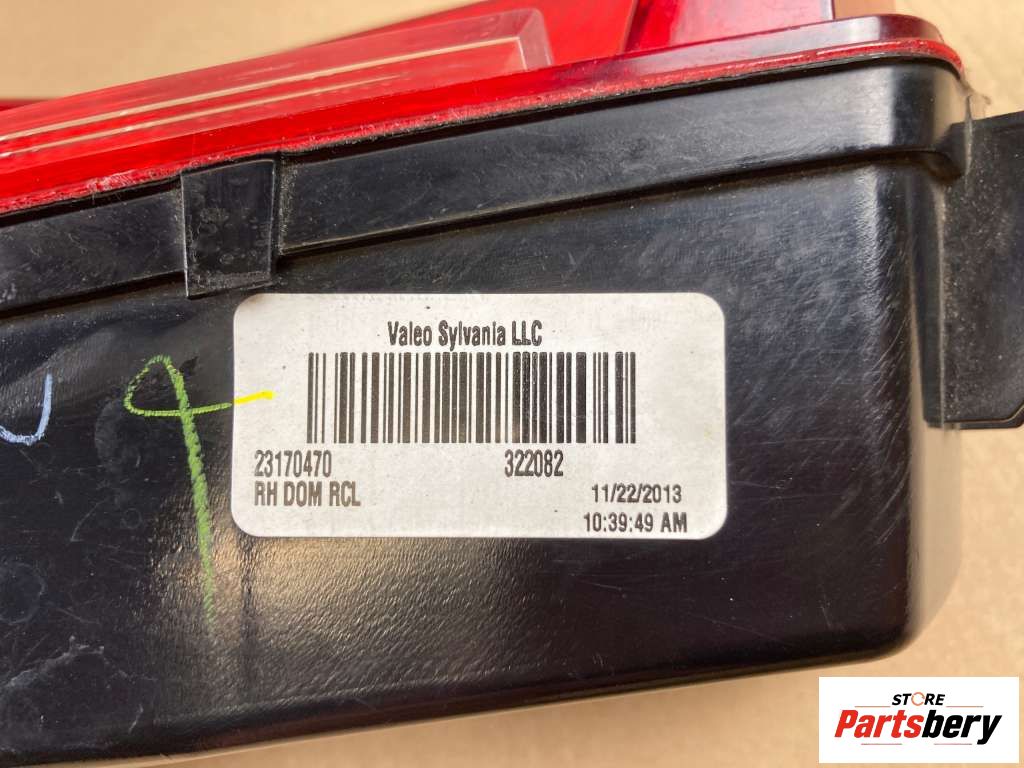 Valeo Sylvania LLC
23170470 322082
RH DOM RCL 11/22/2013
10:39:49 AM
STORE
Partsbery